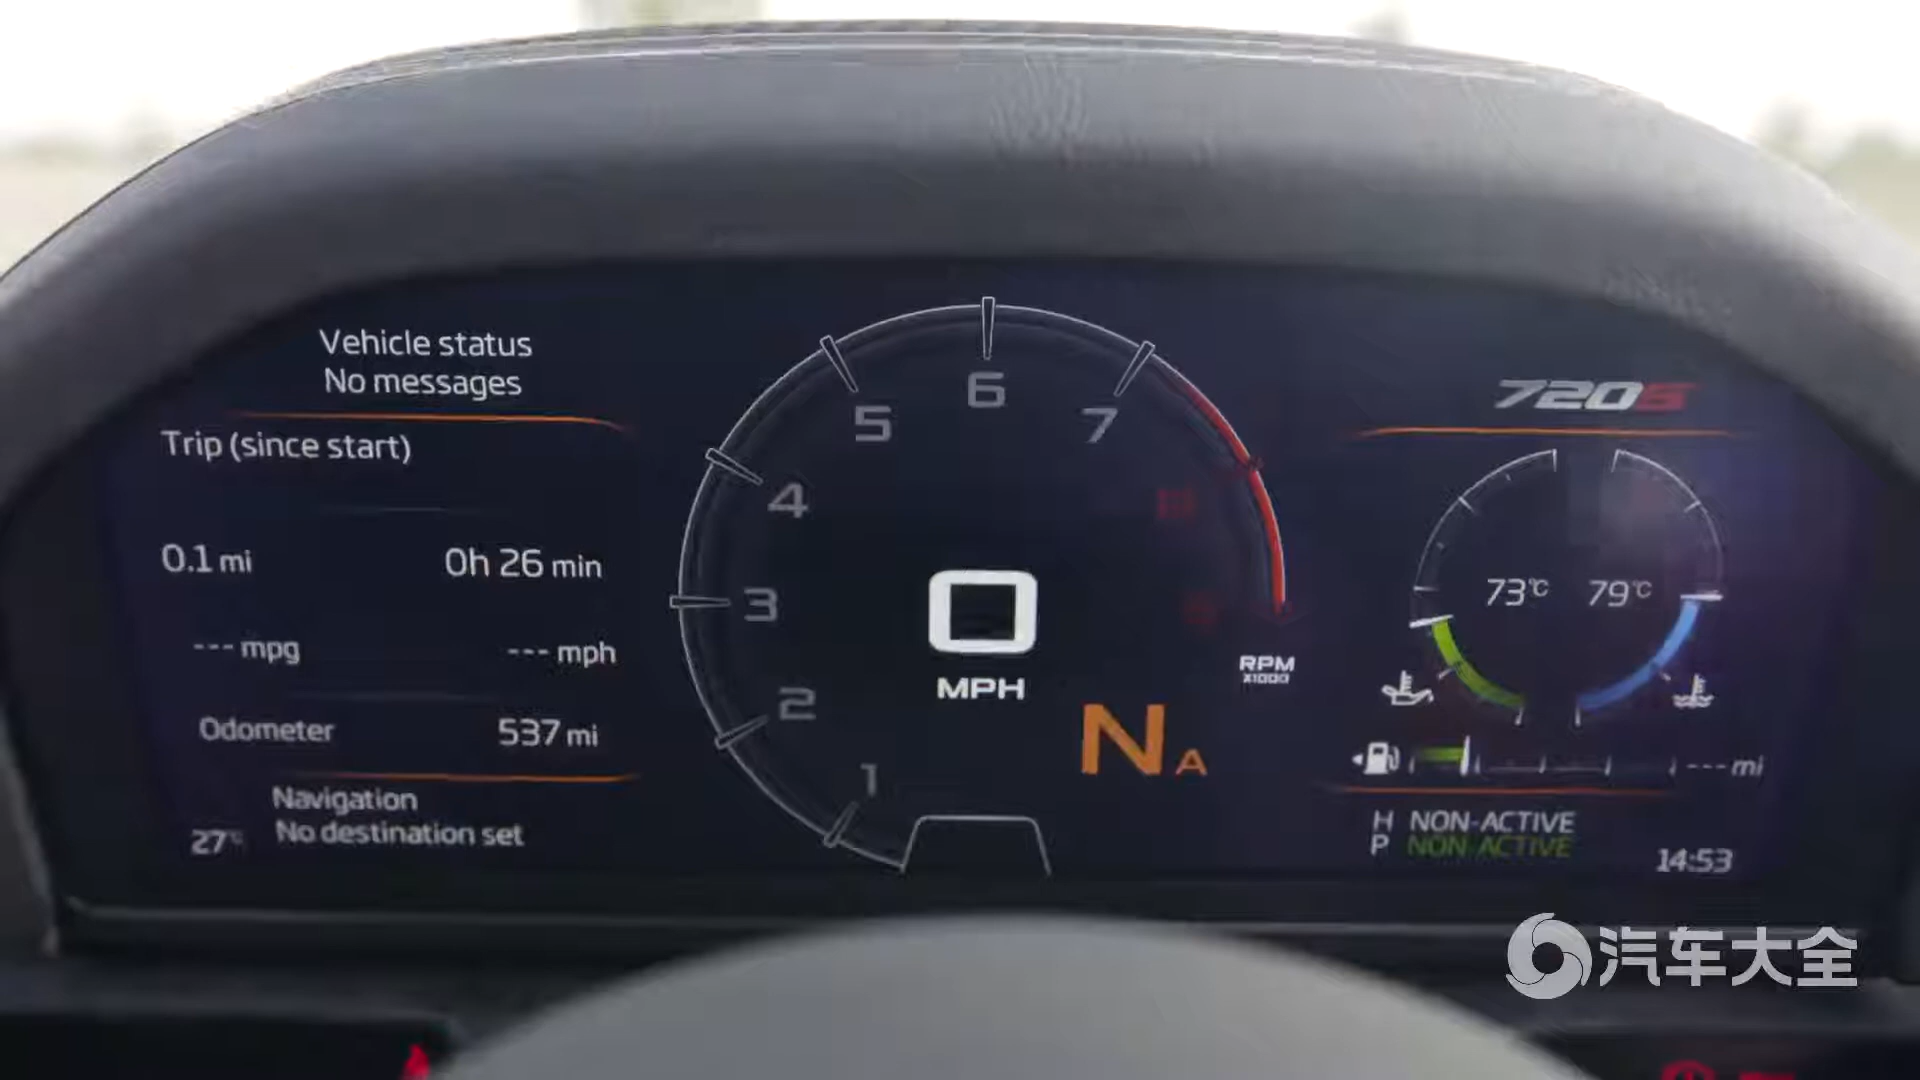 Vehicle status
No messages
Trip (since start)
0.1 mi
0h 26 min
--- mpg
--- mph
Odometer
537 mi
Navigation
No destination set
27°
1
2
3
4
5
6
7
0
MPH
RPM
X1000
N A
720S
73°C
79°C
--- mi
H NON-ACTIVE
P NON-ACTIVE
14:53
汽车大全